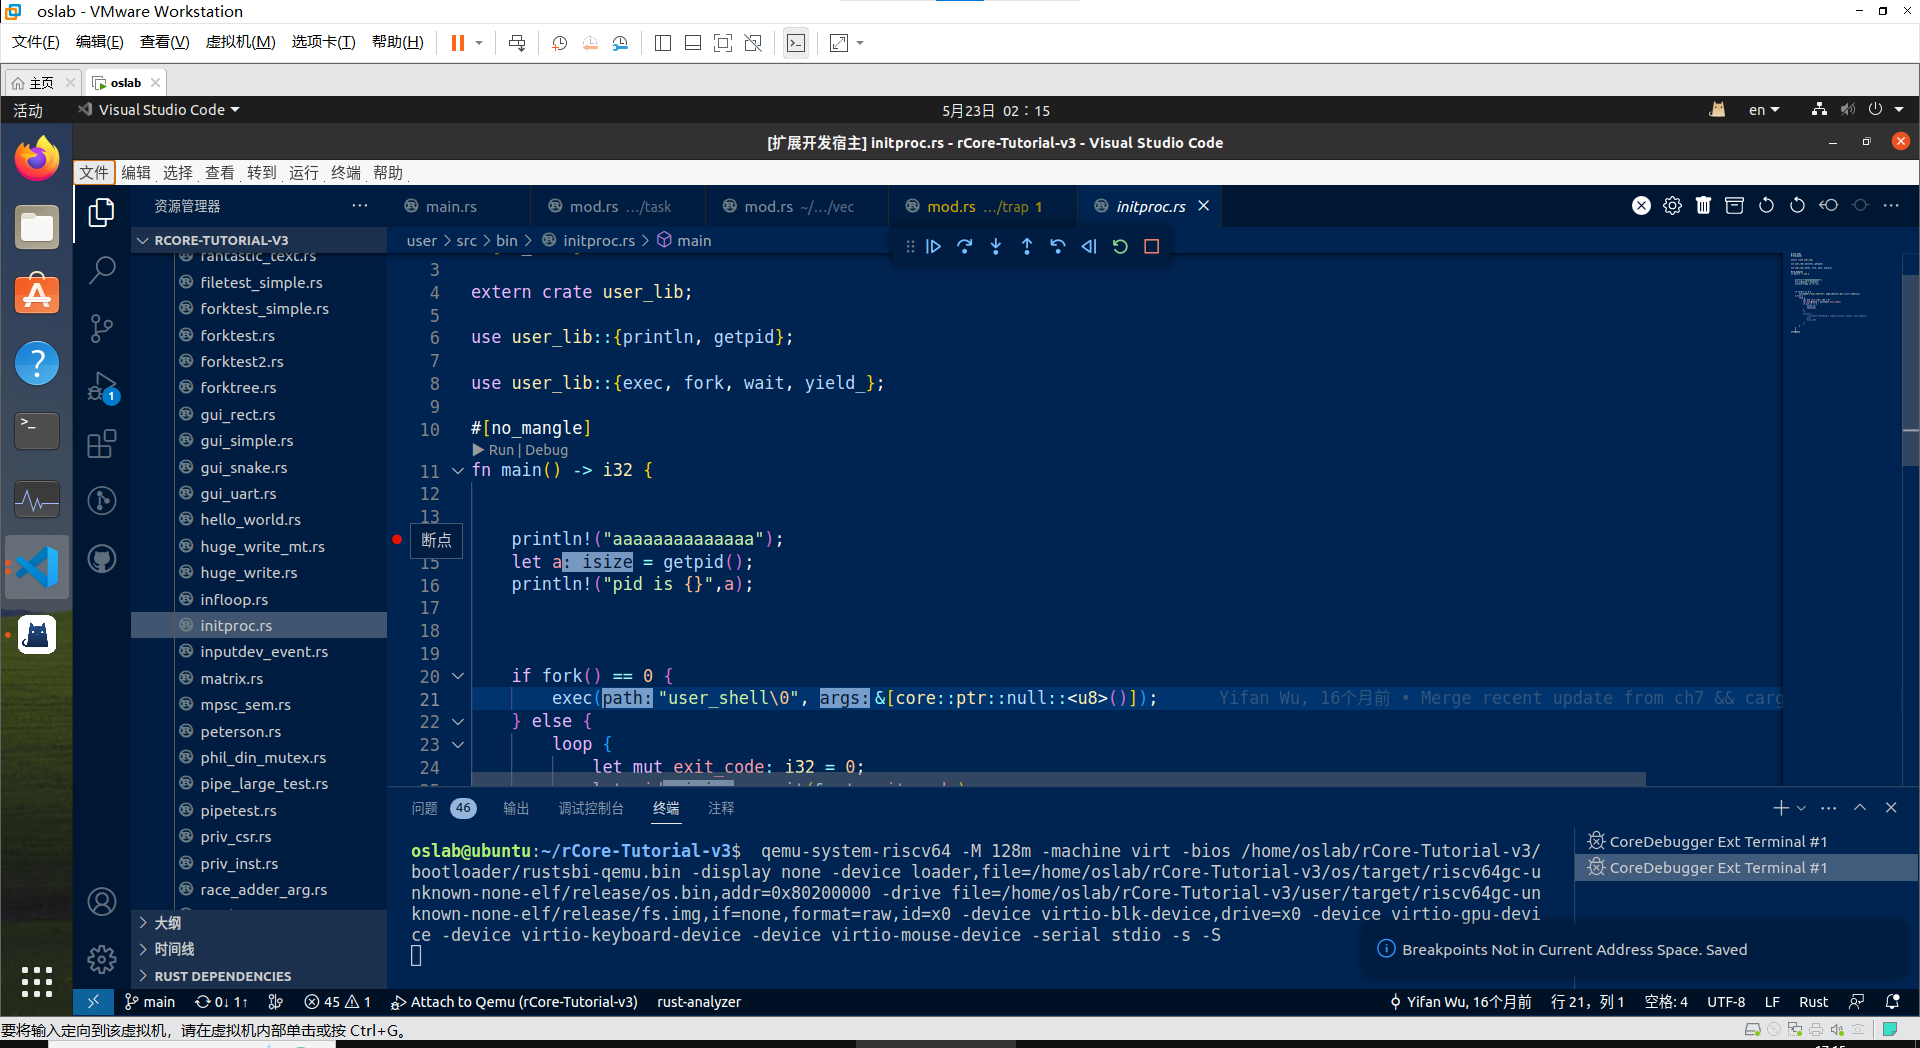 oslab - VMware Workstation
文件(F) 编辑(E) 查看(V) 虚拟机(M) 选项卡(T) 帮助(H)
主页 oslab
活动 Visual Studio Code 5月23日 02：15 en
[扩展开发宿主] initproc.rs - rCore-Tutorial-v3 - Visual Studio Code
文件 编辑 选择 查看 转到 运行 终端 帮助
资源管理器
main.rs mod.rs .../task mod.rs ~/.../vec mod.rs .../trap 1 initproc.rs
RCORE-TUTORIAL-V3
user > src > bin > initproc.rs > main
fantastic_text.rs
filetest_simple.rs
forktest_simple.rs
forktest.rs
forktest2.rs
forktree.rs
gui_rect.rs
gui_simple.rs
gui_snake.rs
gui_uart.rs
hello_world.rs
huge_write_mt.rs
huge_write.rs
infloop.rs
initproc.rs
inputdev_event.rs
matrix.rs
mpsc_sem.rs
peterson.rs
phil_din_mutex.rs
pipe_large_test.rs
pipetest.rs
priv_csr.rs
priv_inst.rs
race_adder_arg.rs
大纲
时间线
RUST DEPENDENCIES
1
3
4 extern crate user_lib;
5
6 use user_lib::{println, getpid};
7
8 use user_lib::{exec, fork, wait, yield_};
9
10 #[no_mangle]
Run | Debug
11 fn main() -> i32 {
12
13
断点 println!("aaaaaaaaaaaaaa");
15 let a: isize = getpid();
16 println!("pid is {}",a);
17
18
19
20 if fork() == 0 {
21 exec(path: "user_shell\0", args: &[core::ptr::null::<u8>()]); Yifan Wu, 16个月前 • Merge recent update from ch7 && carg
22 } else {
23 loop {
24 let mut exit_code: i32 = 0;
问题 46 输出 调试控制台 终端 注释
oslab@ubuntu:~/rCore-Tutorial-v3$ qemu-system-riscv64 -M 128m -machine virt -bios /home/oslab/rCore-Tutorial-v3/
bootloader/rustsbi-qemu.bin -display none -device loader,file=/home/oslab/rCore-Tutorial-v3/os/target/riscv64gc-u
nknown-none-elf/release/os.bin,addr=0x80200000 -drive file=/home/oslab/rCore-Tutorial-v3/user/target/riscv64gc-un
known-none-elf/release/fs.img,if=none,format=raw,id=x0 -device virtio-blk-device,drive=x0 -device virtio-gpu-devi
ce -device virtio-keyboard-device -device virtio-mouse-device -serial stdio -s -S
CoreDebugger Ext Terminal #1
CoreDebugger Ext Terminal #1
Breakpoints Not in Current Address Space. Saved
main 0↓ 1↑ 45 1 Attach to Qemu (rCore-Tutorial-v3) rust-analyzer Yifan Wu, 16个月前 行 21，列 1 空格: 4 UTF-8 LF Rust
要将输入定向到该虚拟机，请在虚拟机内部单击或按 Ctrl+G。